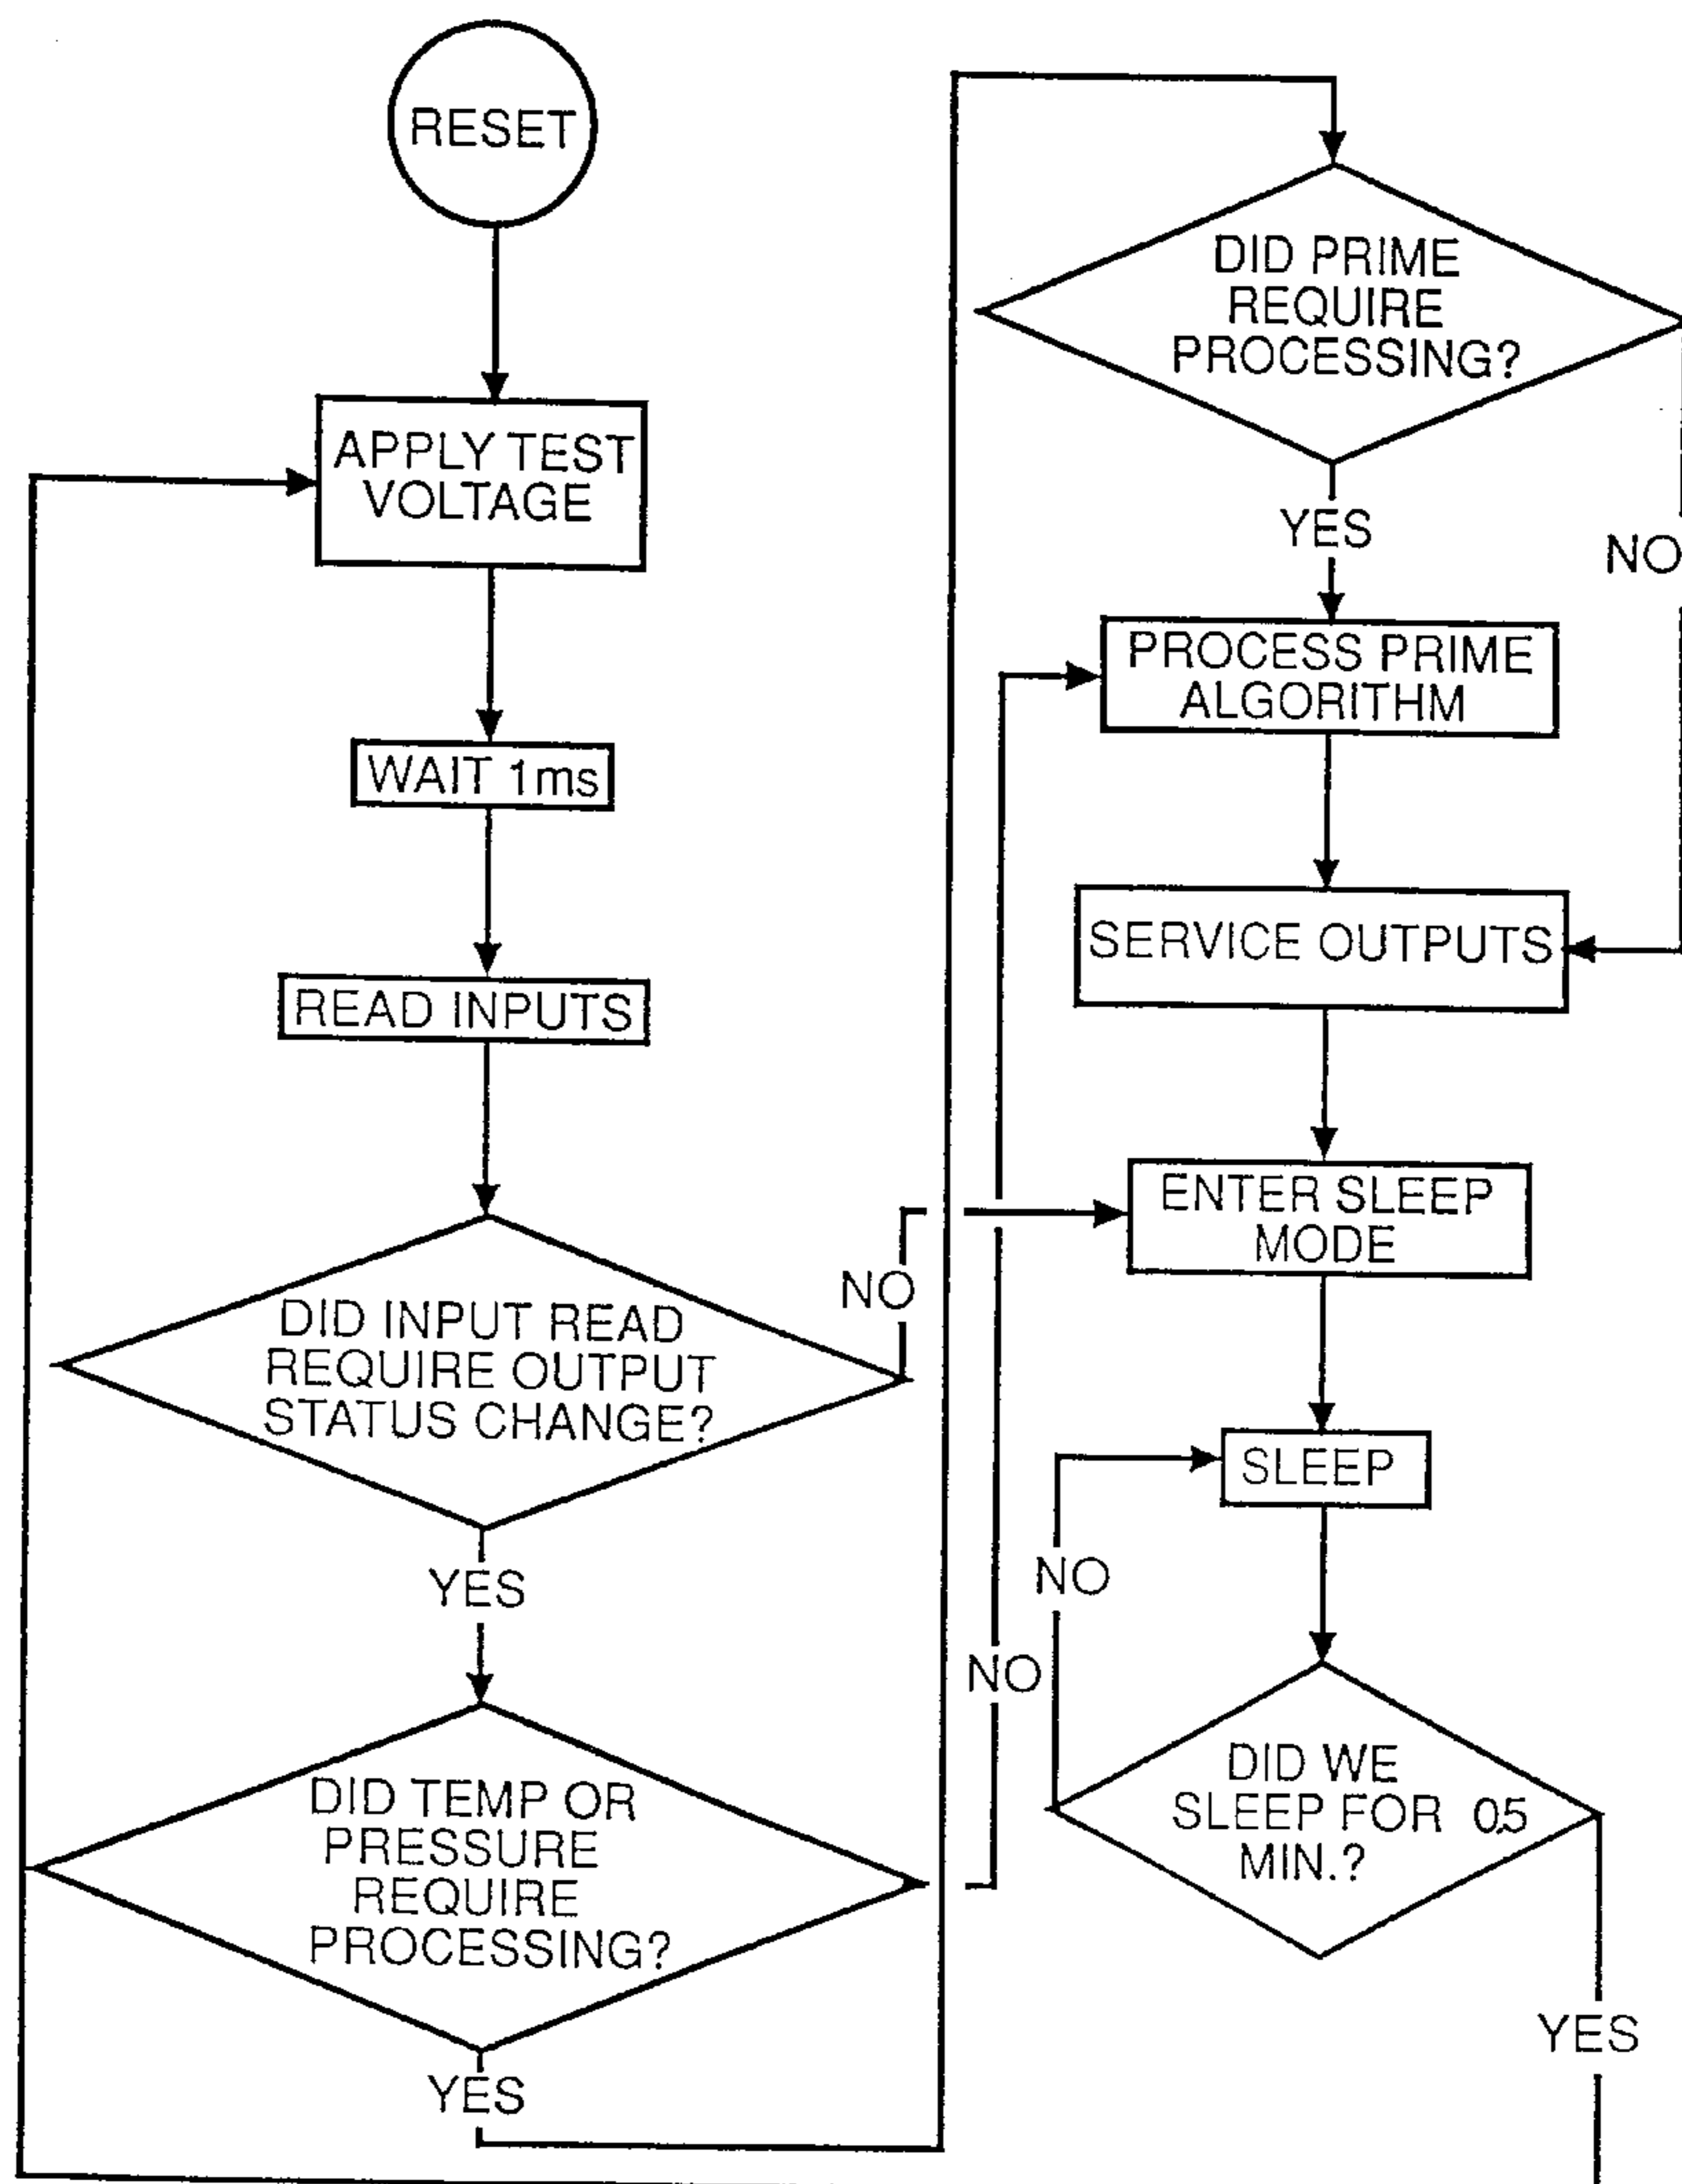 RESET
APPLY TEST
VOLTAGE
WAIT 1ms
READ INPUTS
DID INPUT READ
REQUIRE OUTPUT
STATUS CHANGE?
NO
YES
DID TEMP OR
PRESSURE
REQUIRE
PROCESSING?
NO
YES
DID PRIME
REQUIRE
PROCESSING?
YES
NO
PROCESS PRIME
ALGORITHM
SERVICE OUTPUTS
ENTER SLEEP
MODE
SLEEP
NO
DID WE
SLEEP FOR 0.5
MIN.?
YES